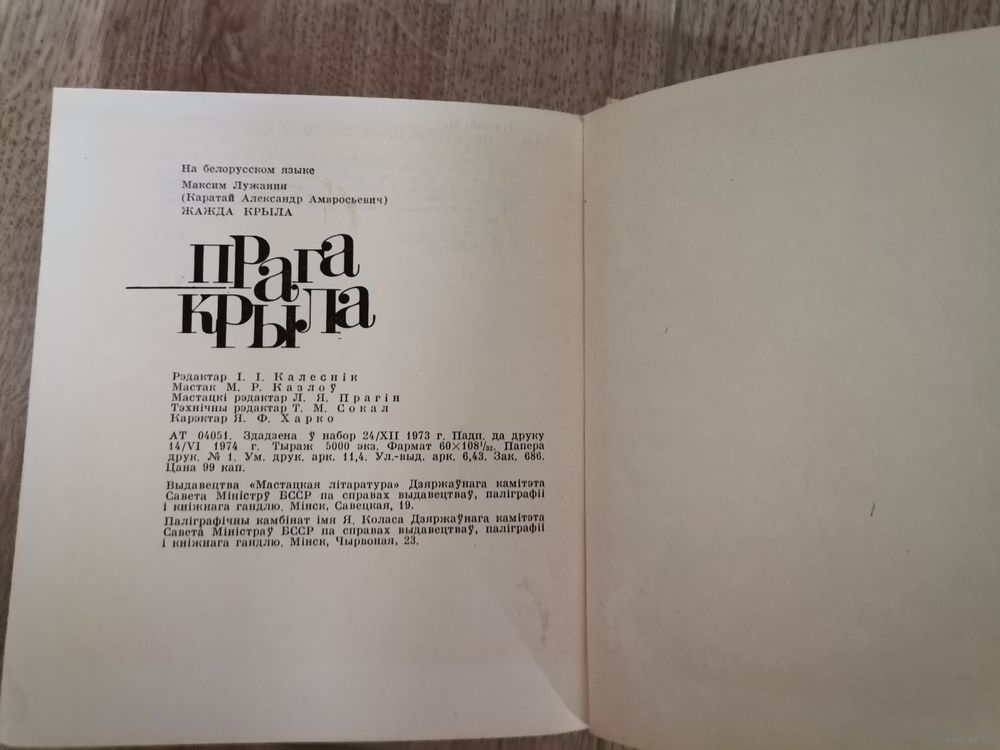 На белорусском языке
Максим Лужанин
(Каратай Александр Амвросьевич)
ЖАЖДА КРЫЛА
прага
крыла
Рэдактар І. І. Калеснік
Мастак М. Р. Казлоў
Мастацкі рэдактар Л. Я. Прагін
Тэхнічны рэдактар Т. М. Сокал
Карэктар Я. Ф. Харко
АТ 04051. Здадзена ў набор 24/XII 1973 г. Падп. да друку
14/VI 1974 г. Тыраж 5000 экз. Фармат 60×108¹/₃₂. Папера
друк. № 1. Ум. друк. арк. 11,4. Ул.-выд. арк. 6,43. Зак. 686.
Цана 99 кап.
Выдавецтва «Мастацкая літаратура» Дзяржаўнага камітэта
Савета Міністрў БССР па справах выдавецтваў, паліграфіі
і кніжнага гандлю. Мінск, Савецкая, 19.
Паліграфічны камбінат імя Я. Коласа Дзяржаўнага камітэта
Савета Міністраў БССР па справах выдавецтваў, паліграфіі
і кніжнага гандлю. Мінск, Чырвоная, 23.